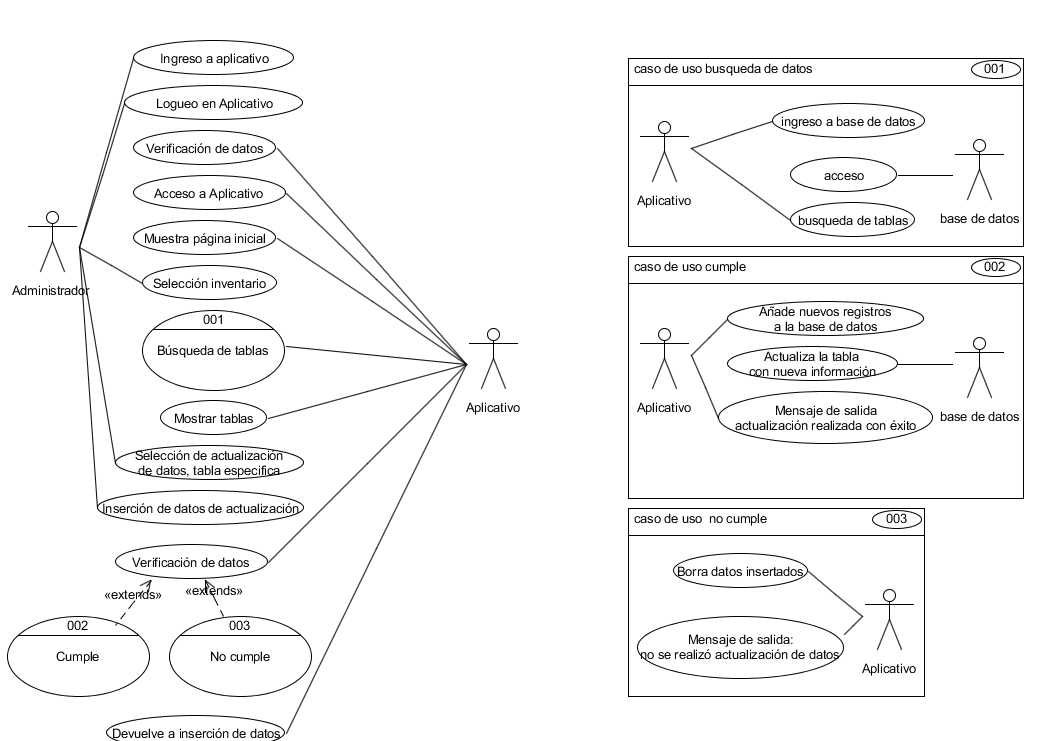 Ingreso a aplicativo
Logueo en Aplicativo
Verificación de datos
Acceso a Aplicativo
Muestra página inicial
Administrador
Selección inventario
001
Búsqueda de tablas
Aplicativo
Mostrar tablas
Selección de actualización
de datos, tabla especifica
Inserción de datos de actualización
Verificación de datos
«extends»
«extends»
002
Cumple
003
No cumple
Devuelve a inserción de datos
caso de uso busqueda de datos
001
ingreso a base de datos
Aplicativo
acceso
base de datos
busqueda de tablas
caso de uso cumple
002
Añade nuevos registros
a la base de datos
Actualiza la tabla
con nueva información
Aplicativo
base de datos
Mensaje de salida
actualización realizada con éxito
caso de uso  no cumple
003
Borra datos insertados
Mensaje de salida:
no se realizó actualización de datos
Aplicativo